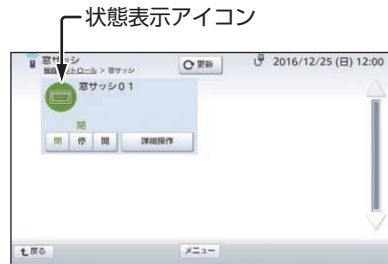 状態表示アイコン
窓サッシ
機器コントロール > 窓サッシ
更新
2016/12/25 (日) 12:00
窓サッシ01
閉
閉 停 開 詳細操作
戻る
メニュー